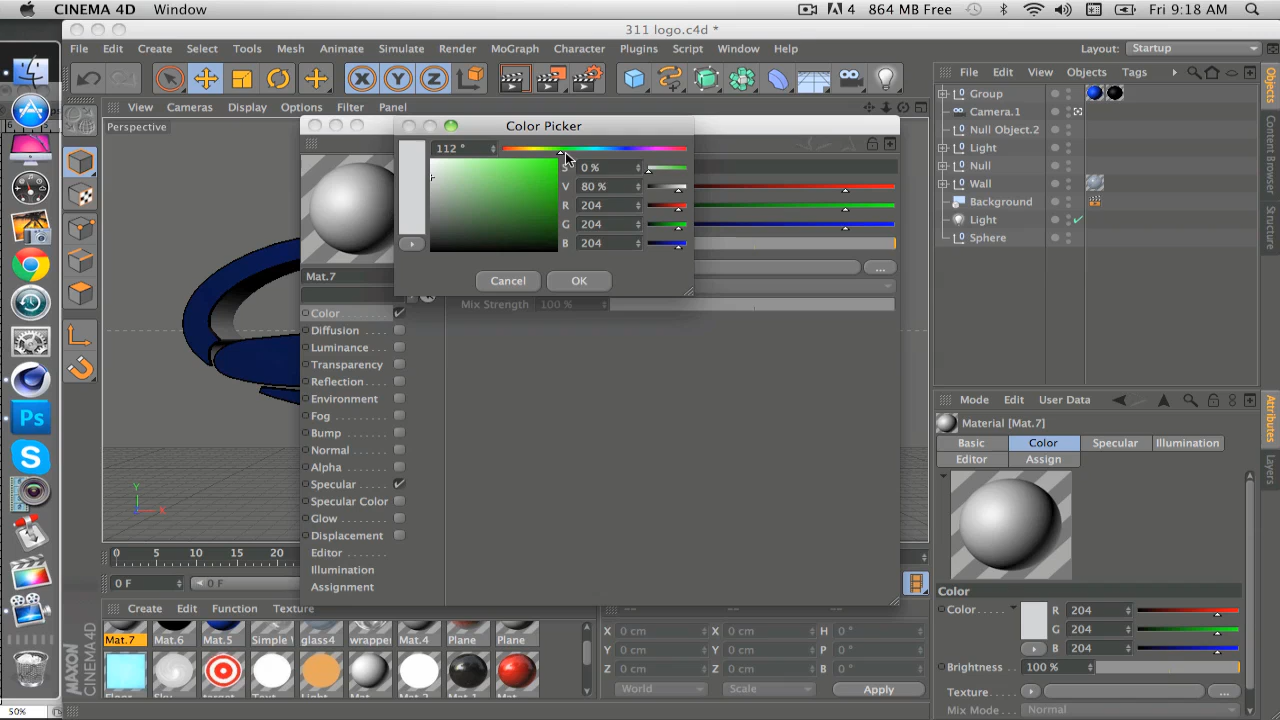 CINEMA 4D Window 4 864 MB Free Fri 9:18 AM
311 logo.c4d *
File Edit Create Select Tools Mesh Animate Simulate Render MoGraph Character Plugins Script Window Help Layout: Startup
File Edit View Objects Tags
View Cameras Display Options Filter Panel
Perspective
Color Picker
112 °
S 0 %
V 80 %
R 204
G 204
B 204
Cancel OK
Mat.7
Mix Strength 100 %
Color
Diffusion
Luminance
Transparency
Reflection
Environment
Fog
Bump
Normal
Alpha
Specular
Specular Color
Glow
Displacement
Editor
Illumination
Assignment
Group
Camera.1
Null Object.2
Light
Null
Wall
Background
Light
Sphere
Objects
Content Browser
Structure
Mode Edit User Data
Material [Mat.7]
Basic Color Specular Illumination
Editor Assign
Color
Color R 204
G 204
B 204
Brightness 100 %
Texture
Mix Mode Normal
Attributes
Layers
Y
X
0 5 10 15 20
0 F 0 F
Create Edit Function Texture
Mat.7 Mat.6 Mat.5 Simple glass4 wrapper Mat.4 Plane Plane
X 0 cm X 0 cm H 0 °
Y 0 cm Y 0 cm P 0 °
Z 0 cm Z 0 cm B 0 °
World Scale Apply
MAXON
CINEMA 4D
50%